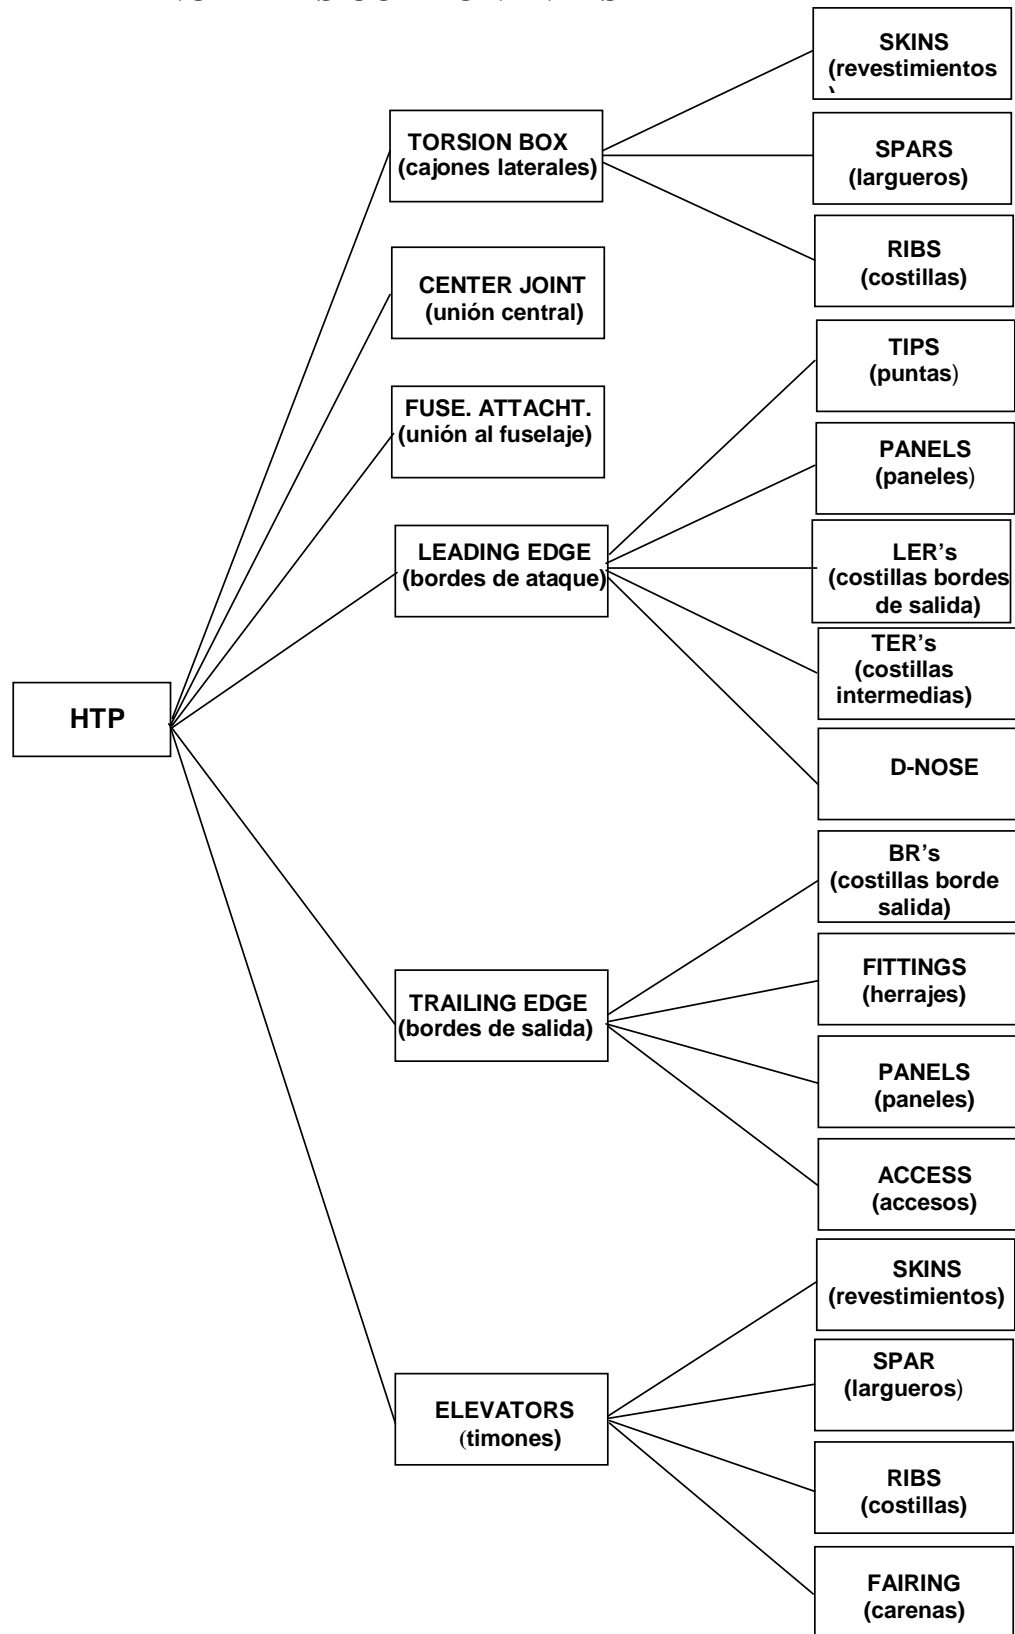 SKINS
(revestimientos
)
TORSION BOX
(cajones laterales)
SPARS
(largueros)
RIBS
(costillas)
CENTER JOINT
(unión central)
TIPS
(puntas)
FUSE. ATTACHT.
(unión al fuselaje)
PANELS
(paneles)
LEADING EDGE
(bordes de ataque)
LER’s
(costillas bordes
de salida)
TER’s
(costillas
intermedias)
HTP
D-NOSE
BR’s
(costillas borde
salida)
FITTINGS
(herrajes)
TRAILING EDGE
(bordes de salida)
PANELS
(paneles)
ACCESS
(accesos)
SKINS
(revestimientos)
SPAR
(largueros)
ELEVATORS
(timones)
RIBS
(costillas)
FAIRING
(carenas)